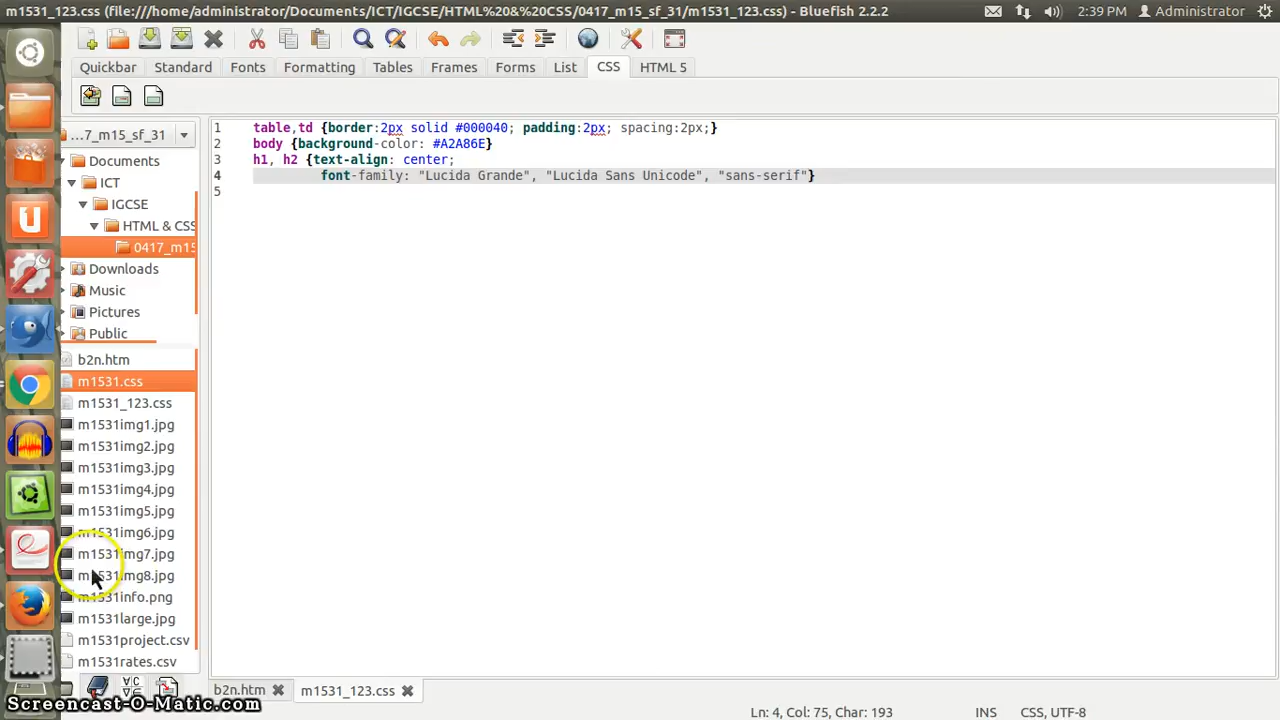 m1531_123.css (file:///home/administrator/Documents/ICT/IGCSE/HTML%20&%20CSS/0417_m15_sf_31/m1531_123.css) - Bluefish 2.2.2
2:39 PM
Administrator
Quickbar
Standard
Fonts
Formatting
Tables
Frames
Forms
List
CSS
HTML 5
...7_m15_sf_31
Documents
ICT
IGCSE
HTML & CSS
0417_m15
Downloads
Music
Pictures
Public
b2n.htm
m1531.css
m1531_123.css
m1531img1.jpg
m1531img2.jpg
m1531img3.jpg
m1531img4.jpg
m1531img5.jpg
m1531img6.jpg
m1531img7.jpg
m1531img8.jpg
m1531info.png
m1531large.jpg
m1531project.csv
m1531rates.csv
1 table,td {border:2px solid #000040; padding:2px; spacing:2px;}
2 body {background-color: #A2A86E}
3 h1, h2 {text-align: center;
4 font-family: "Lucida Grande", "Lucida Sans Unicode", "sans-serif"}
5
b2n.htm
m1531_123.css
Screencast-O-Matic.com
Ln: 4, Col: 75, Char: 193
INS
CSS, UTF-8